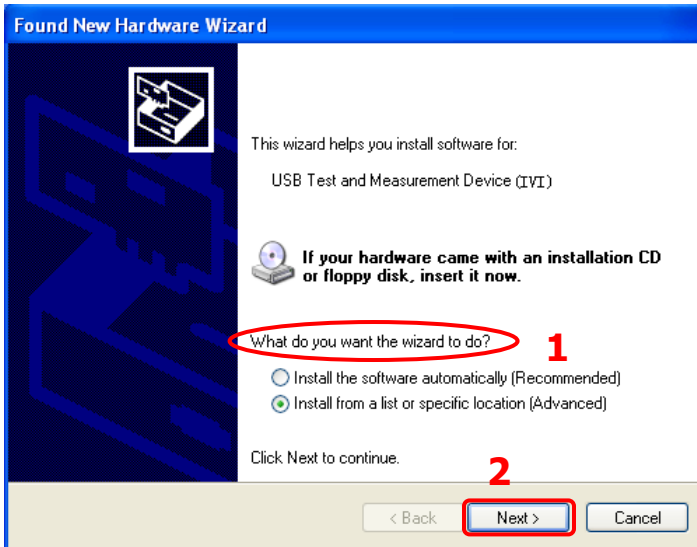 Found New Hardware Wizard
This wizard helps you install software for:
USB Test and Measurement Device (IVI)
If your hardware came with an installation CD
or floppy disk, insert it now.
What do you want the wizard to do?
1
Install the software automatically (Recommended)
Install from a list or specific location (Advanced)
Click Next to continue.
2
< Back
Next >
Cancel